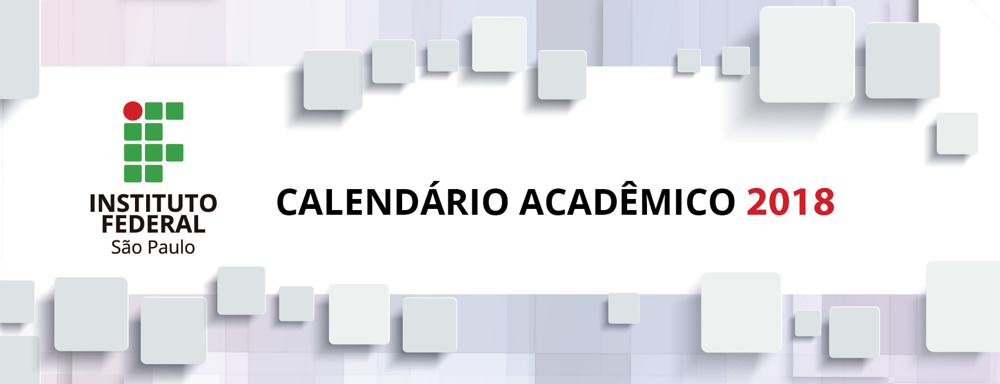 INSTITUTO
FEDERAL
São Paulo
CALENDÁRIO ACADÊMICO 2018